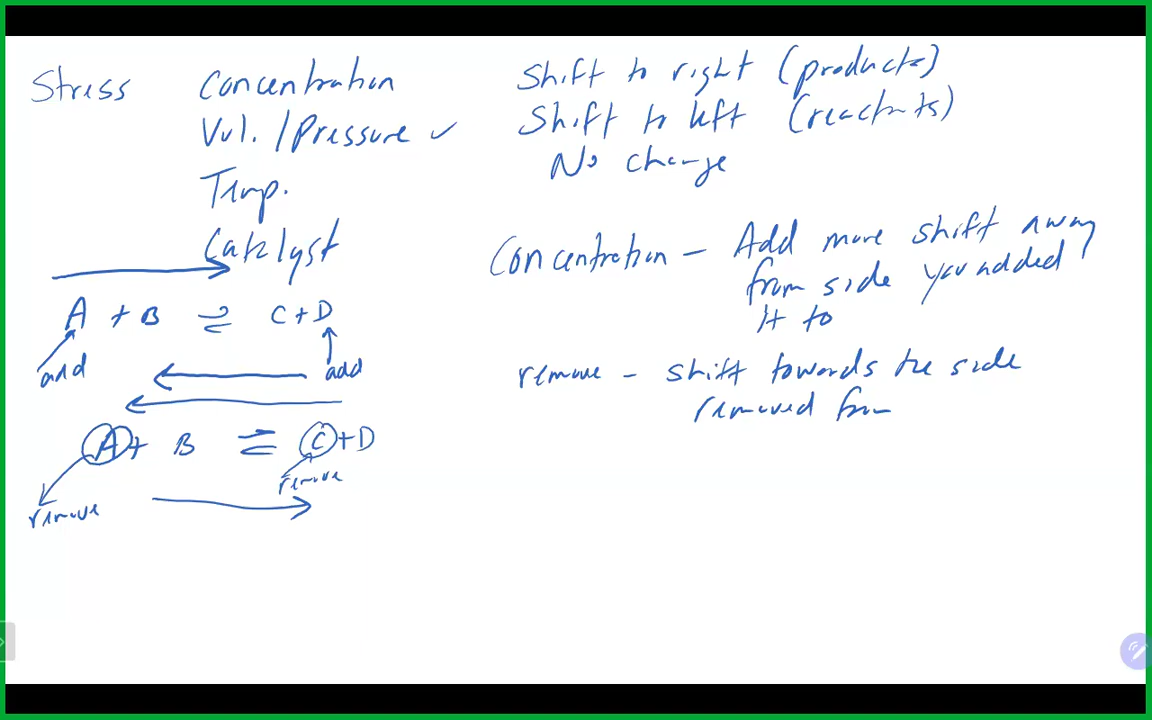 Stress Concentration
Vol. / Pressure ✓
Temp.
Catalyst
A + B ⇌ C + D
add
add
A + B ⇌ C + D
remove
remove
Shift to right (products)
Shift to left (reactants)
No change
Concentration - Add more shift away
from side you added
it to
remove - shift towards the side
removed from